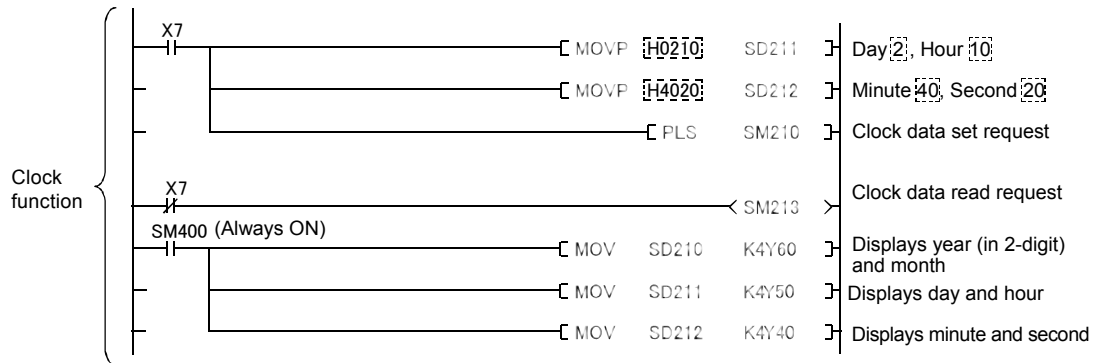 X7
MOVP H0210 SD211 Day 2, Hour 10
MOVP H4020 SD212 Minute 40, Second 20
PLS SM210 Clock data set request
Clock
function
X7
SM213 Clock data read request
SM400 (Always ON)
MOV SD210 K4Y60 Displays year (in 2-digit)
and month
MOV SD211 K4Y50 Displays day and hour
MOV SD212 K4Y40 Displays minute and second